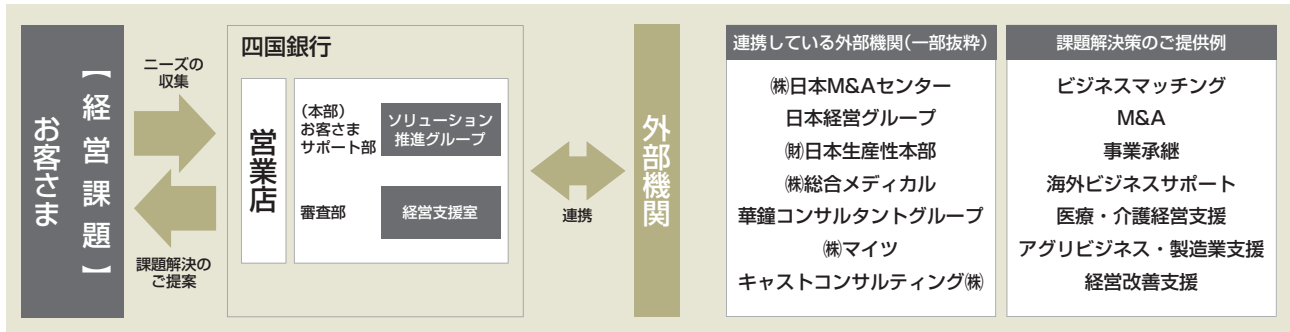 お客さま
【経営課題】
ニーズの
収集
課題解決の
ご提案
四国銀行
営業店
(本部)
お客さま
サポート部
ソリューション
推進グループ
審査部
経営支援室
連携
外部機関
連携している外部機関(一部抜粋)
㈱日本M&Aセンター
日本経営グループ
㈶日本生産性本部
㈱総合メディカル
華鐘コンサルタントグループ
㈱マイツ
キャストコンサルティング㈱
課題解決策のご提供例
ビジネスマッチング
M&A
事業承継
海外ビジネスサポート
医療・介護経営支援
アグリビジネス・製造業支援
経営改善支援